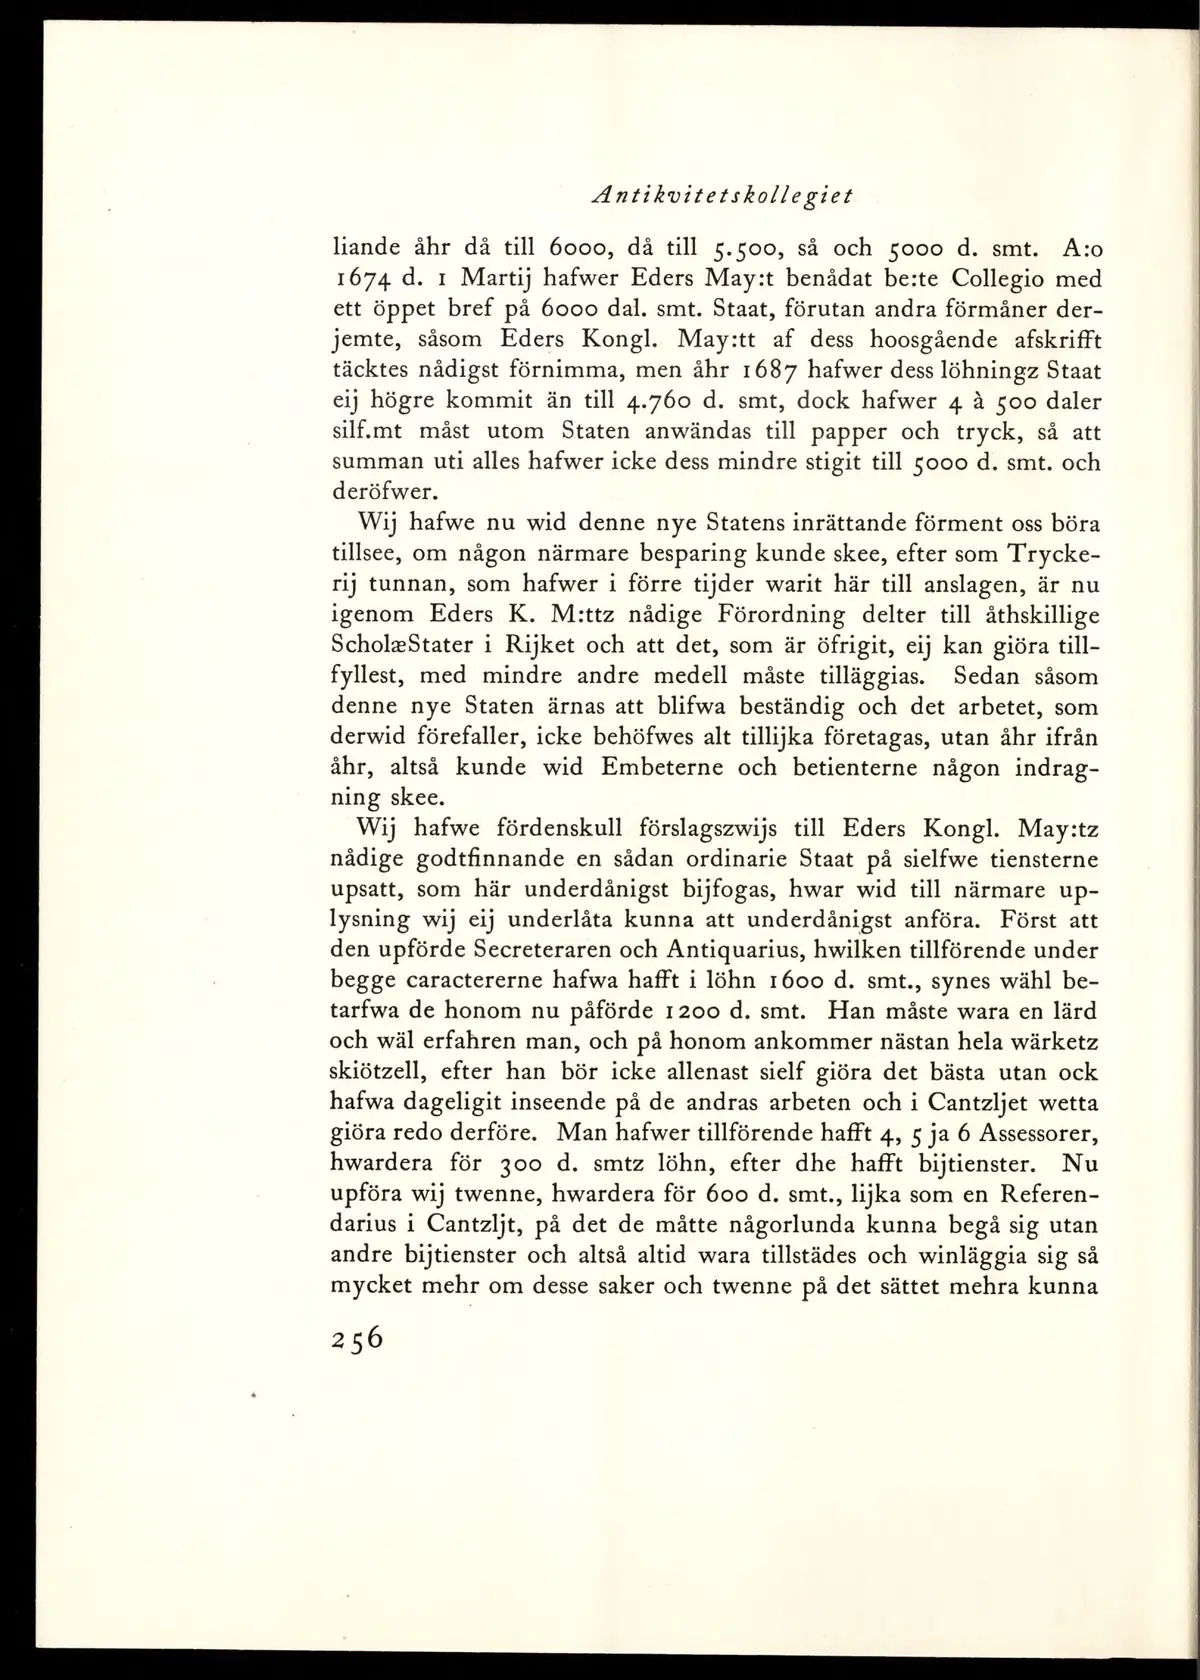 Antikvitetskollegiet
liande åhr då till 6000, då till 5.500, så och 5000 d. smt. A:o
1674 d. 1 Martij hafwer Eders May:t benådat be:te Collegio med
ett öppet bref på 6000 dal. smt. Staat, förutan andra förmåner der-
jemte, såsom Eders Kongl. May:tt af dess hoosgående afskrifft
täcktes nådigst förnimma, men åhr 1687 hafwer dess löhningz Staat
eij högre kommit än till 4.760 d. smt, dock hafwer 4 à 500 daler
silf.mt måst utom Staten anwändas till papper och tryck, så att
summan uti alles hafwer icke dess mindre stigit till 5000 d. smt. och
deröfwer.
Wij hafwe nu wid denne nye Statens inrättande förment oss böra
tillsee, om någon närmare besparing kunde skee, efter som Trycke-
rij tunnan, som hafwer i förre tijder warit här till anslagen, är nu
igenom Eders K. M:ttz nådige Förordning delter till åthskillige
ScholæStater i Rijket och att det, som är öfrigit, eij kan giöra till-
fyllest, med mindre andre medell måste tilläggias. Sedan såsom
denne nye Staten ärnas att blifwa beständig och det arbetet, som
derwid förefaller, icke behöfwes alt tillijka företagas, utan åhr ifrån
åhr, altså kunde wid Embeterne och betienterne någon indrag-
ning skee.
Wij hafwe fördenskull förslagszwijs till Eders Kongl. May:tz
nådige godtfinnande en sådan ordinarie Staat på sielfwe tiensterne
upsatt, som här underdånigst bijfogas, hwar wid till närmare up-
lysning wij eij underlåta kunna att underdånigst anföra. Först att
den upförde Secreteraren och Antiquarius, hwilken tillförende under
begge caractererne hafwa hafft i löhn 1600 d. smt., synes wähl be-
tarfwa de honom nu påförde 1200 d. smt. Han måste wara en lärd
och wäl erfahren man, och på honom ankommer nästan hela wärketz
skiötzell, efter han bör icke allenast sielf giöra det bästa utan ock
hafwa dageligit inseende på de andras arbeten och i Cantzljet wetta
giöra redo derföre. Man hafwer tillförende hafft 4, 5 ja 6 Assessorer,
hwardera för 300 d. smtz löhn, efter dhe hafft bijtienster. Nu
upföra wij twenne, hwardera för 600 d. smt., lijka som en Referen-
darius i Cantzljt, på det de måtte någorlunda kunna begå sig utan
andre bijtienster och altså altid wara tillstädes och winläggia sig så
mycket mehr om desse saker och twenne på det sättet mehra kunna
256